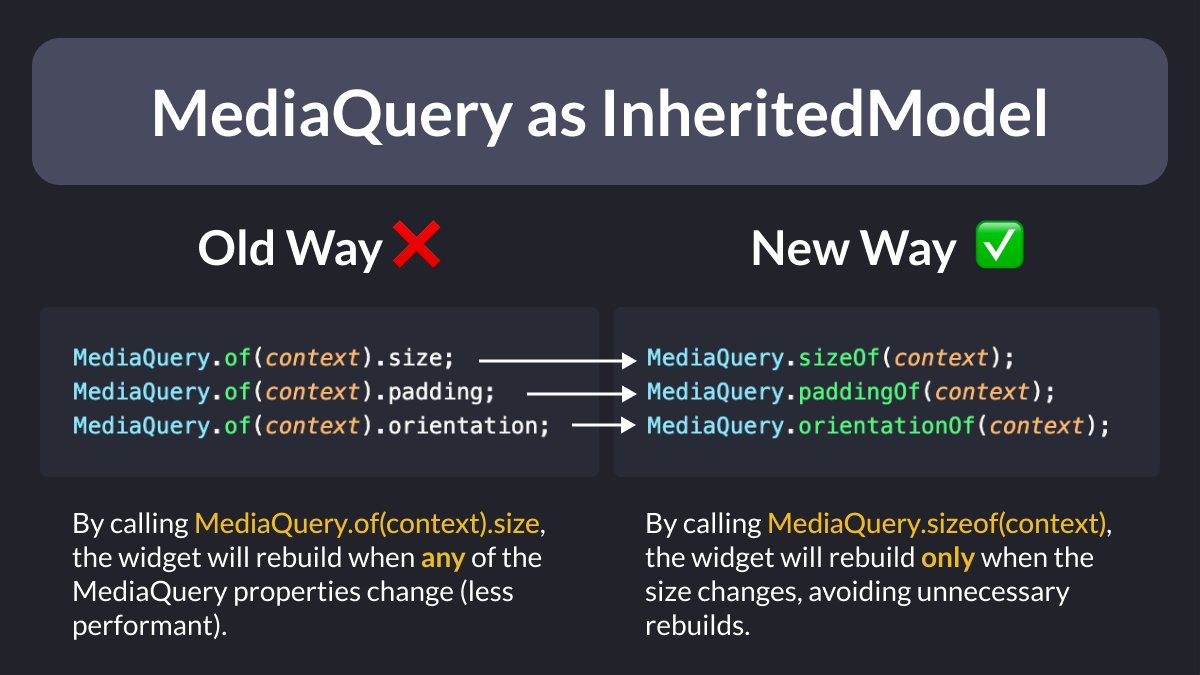 MediaQuery as InheritedModel
Old Way ❌
New Way ✅
MediaQuery.of(context).size;
MediaQuery.of(context).padding;
MediaQuery.of(context).orientation;
MediaQuery.sizeOf(context);
MediaQuery.paddingOf(context);
MediaQuery.orientationOf(context);
By calling MediaQuery.of(context).size,
the widget will rebuild when any of the
MediaQuery properties change (less
performant).
By calling MediaQuery.sizeof(context),
the widget will rebuild only when the
size changes, avoiding unnecessary
rebuilds.